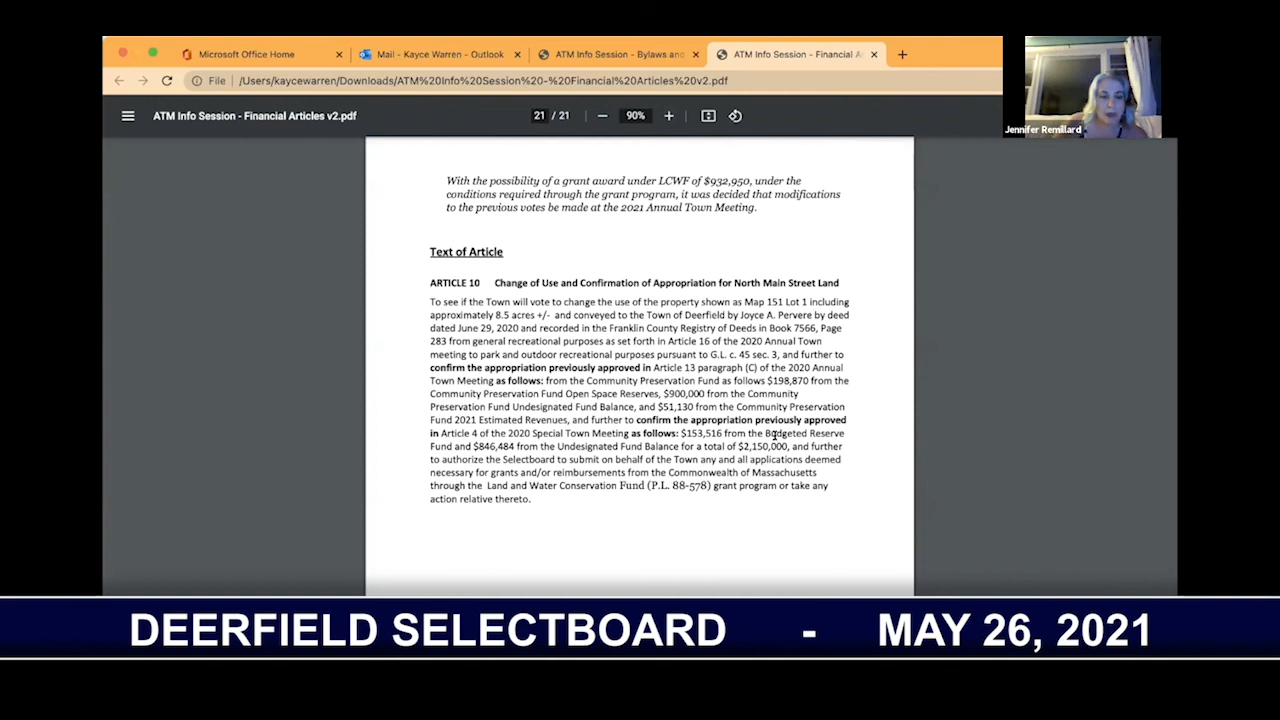 Microsoft Office Home
Mail - Kayce Warren - Outlook
ATM Info Session - Bylaws and
ATM Info Session - Financial A
File
/Users/kaycewarren/Downloads/ATM%20Info%20Session%20-%20Financial%20Articles%20v2.pdf
ATM Info Session - Financial Articles v2.pdf
21 / 21
90%
Jennifer Remillard
With the possibility of a grant award under LCWF of $932,950, under the
conditions required through the grant program, it was decided that modifications
to the previous votes be made at the 2021 Annual Town Meeting.
Text of Article
ARTICLE 10 Change of Use and Confirmation of Appropriation for North Main Street Land
To see if the Town will vote to change the use of the property shown as Map 151 Lot 1 including
approximately 8.5 acres +/- and conveyed to the Town of Deerfield by Joyce A. Pervere by deed
dated June 29, 2020 and recorded in the Franklin County Registry of Deeds in Book 7566, Page
283 from general recreational purposes as set forth in Article 16 of the 2020 Annual Town
meeting to park and outdoor recreational purposes pursuant to G.L. c. 45 sec. 3, and further to
confirm the appropriation previously approved in Article 13 paragraph (C) of the 2020 Annual
Town Meeting as follows: from the Community Preservation Fund as follows $198,870 from the
Community Preservation Fund Open Space Reserves, $900,000 from the Community
Preservation Fund Undesignated Fund Balance, and $51,130 from the Community Preservation
Fund 2021 Estimated Revenues, and further to confirm the appropriation previously approved
in Article 4 of the 2020 Special Town Meeting as follows: $153,516 from the Budgeted Reserve
Fund and $846,484 from the Undesignated Fund Balance for a total of $2,150,000, and further
to authorize the Selectboard to submit on behalf of the Town any and all applications deemed
necessary for grants and/or reimbursements from the Commonwealth of Massachusetts
through the Land and Water Conservation Fund (P.L. 88-578) grant program or take any
action relative thereto.
DEERFIELD SELECTBOARD - MAY 26, 2021